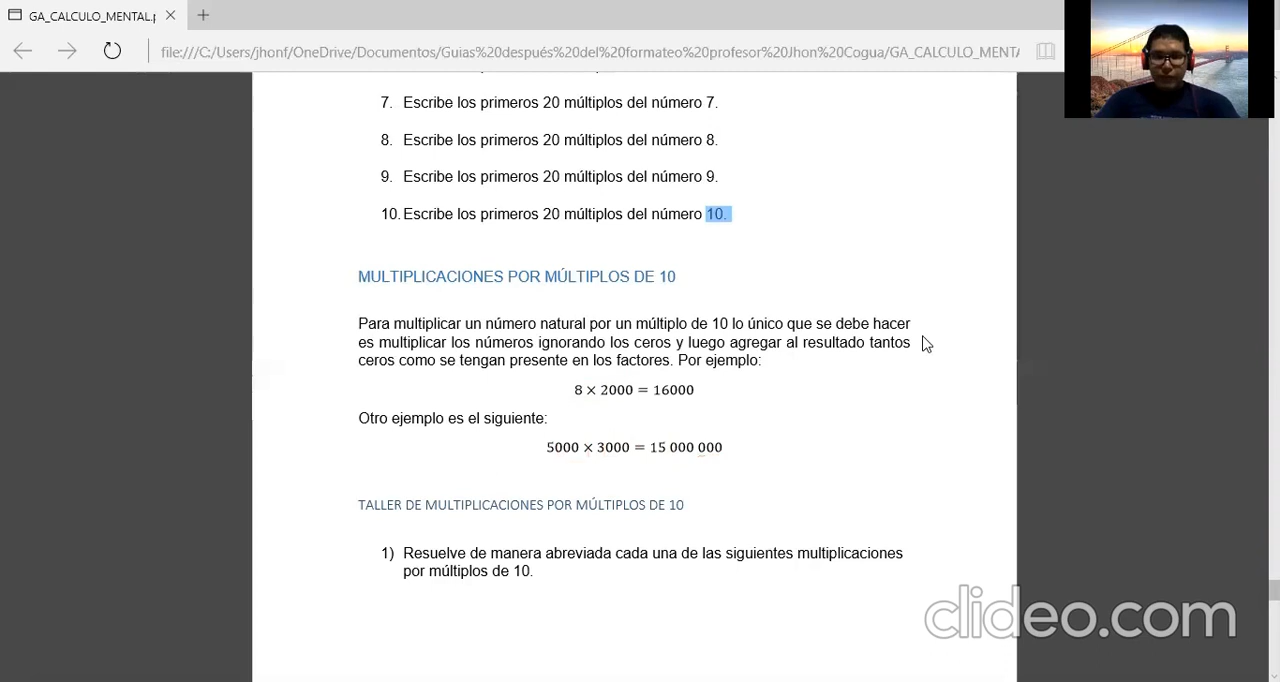 GA_CALCULO_MENTAL.p
file:///C:/Users/jhonf/OneDrive/Documentos/Guias%20después%20del%20formateo%20profesor%20Jhon%20Cogua/GA_CALCULO_MENTA
7. Escribe los primeros 20 múltiplos del número 7.
8. Escribe los primeros 20 múltiplos del número 8.
9. Escribe los primeros 20 múltiplos del número 9.
10. Escribe los primeros 20 múltiplos del número 10.
MULTIPLICACIONES POR MÚLTIPLOS DE 10
Para multiplicar un número natural por un múltiplo de 10 lo único que se debe hacer
es multiplicar los números ignorando los ceros y luego agregar al resultado tantos
ceros como se tengan presente en los factores. Por ejemplo:
8 × 2000 = 16000
Otro ejemplo es el siguiente:
5000 × 3000 = 15 000 000
TALLER DE MULTIPLICACIONES POR MÚLTIPLOS DE 10
1) Resuelve de manera abreviada cada una de las siguientes multiplicaciones
por múltiplos de 10.
clideo.com